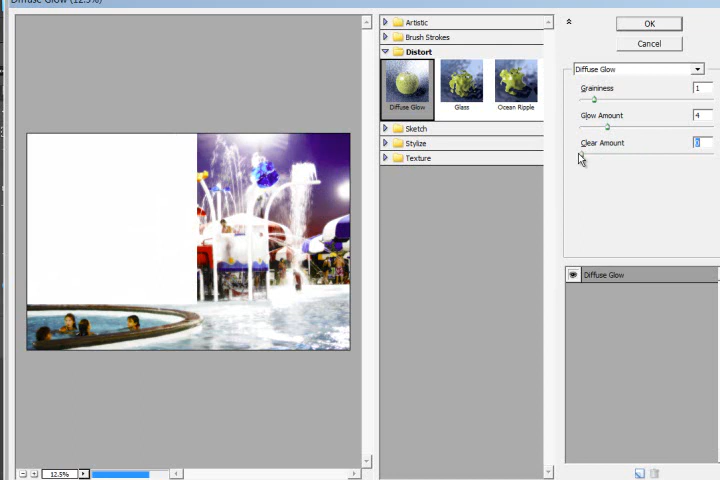 Diffuse Glow (12.5%)
Artistic
Brush Strokes
Distort
Diffuse Glow
Glass
Ocean Ripple
Sketch
Stylize
Texture
OK
Cancel
Diffuse Glow
Graininess
1
Glow Amount
4
Clear Amount
0
Diffuse Glow
12.5%